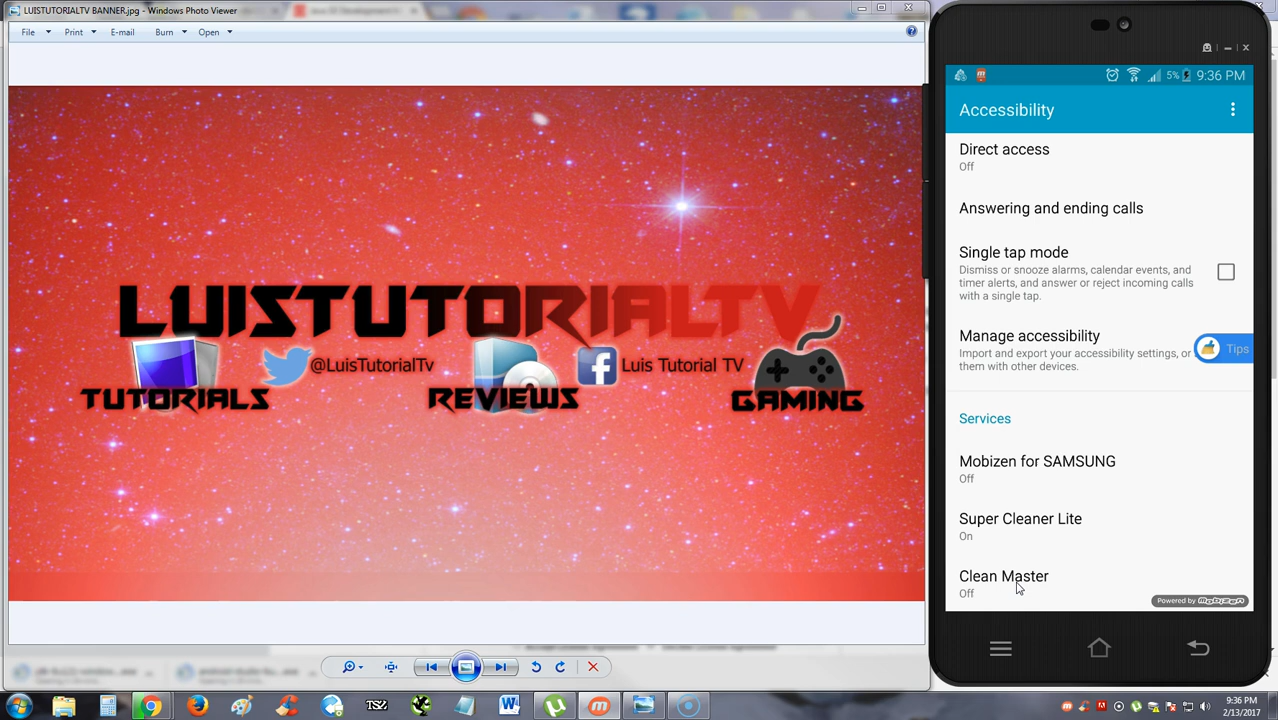 LUISTUTORIALTV BANNER.jpg - Windows Photo Viewer
File Print E-mail Burn Open
LUISTUTORIALTV
@LuisTutorialTv
Luis Tutorial TV
TUTORIALS
REVIEWS
GAMING
5% 9:36 PM
Accessibility
Direct access
Off
Answering and ending calls
Single tap mode
Dismiss or snooze alarms, calendar events, and
timer alerts, and answer or reject incoming calls
with a single tap.
Manage accessibility
Import and export your accessibility settings, or
them with other devices.
Tips
Services
Mobizen for SAMSUNG
Off
Super Cleaner Lite
On
Clean Master
Off
Powered by mobizen
9:36 PM
2/13/2017